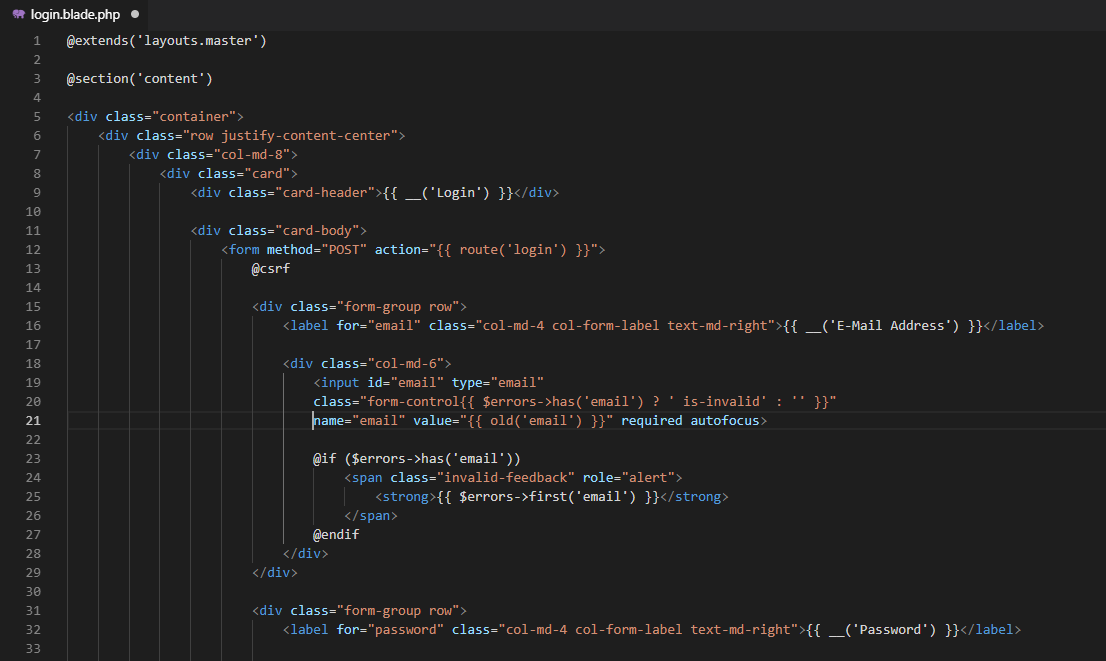 login.blade.php
1 @extends('layouts.master')
2
3 @section('content')
4
5 <div class="container">
6 <div class="row justify-content-center">
7 <div class="col-md-8">
8 <div class="card">
9 <div class="card-header">{{ __('Login') }}</div>
10
11 <div class="card-body">
12 <form method="POST" action="{{ route('login') }}">
13 @csrf
14
15 <div class="form-group row">
16 <label for="email" class="col-md-4 col-form-label text-md-right">{{ __('E-Mail Address') }}</label>
17
18 <div class="col-md-6">
19 <input id="email" type="email"
20 class="form-control{{ $errors->has('email') ? ' is-invalid' : '' }}"
21 name="email" value="{{ old('email') }}" required autofocus>
22
23 @if ($errors->has('email'))
24 <span class="invalid-feedback" role="alert">
25 <strong>{{ $errors->first('email') }}</strong>
26 </span>
27 @endif
28 </div>
29 </div>
30
31 <div class="form-group row">
32 <label for="password" class="col-md-4 col-form-label text-md-right">{{ __('Password') }}</label>
33